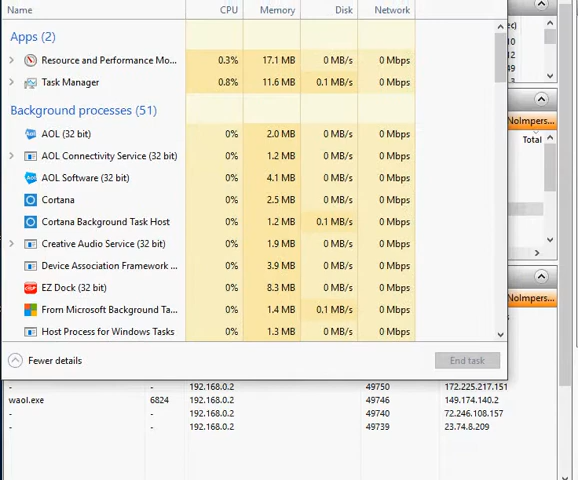 Name CPU Memory Disk Network
Apps (2)
Resource and Performance Mo... 0.3% 17.1 MB 0 MB/s 0 Mbps
Task Manager 0.8% 11.6 MB 0.1 MB/s 0 Mbps
Background processes (51)
AOL (32 bit) 0% 2.0 MB 0 MB/s 0 Mbps
AOL Connectivity Service (32 bit) 0% 1.2 MB 0 MB/s 0 Mbps
AOL Software (32 bit) 0% 4.1 MB 0 MB/s 0 Mbps
Cortana 0% 2.5 MB 0 MB/s 0 Mbps
Cortana Background Task Host 0% 1.2 MB 0.1 MB/s 0 Mbps
Creative Audio Service (32 bit) 0% 1.9 MB 0 MB/s 0 Mbps
Device Association Framework ... 0% 3.9 MB 0 MB/s 0 Mbps
EZ Dock (32 bit) 0% 8.3 MB 0 MB/s 0 Mbps
From Microsoft Background Ta... 0% 1.4 MB 0.1 MB/s 0 Mbps
Host Process for Windows Tasks 0% 1.3 MB 0 MB/s 0 Mbps
Fewer details End task
10
12
49
NoImpers...
Total
NoImpers...
- - 192.168.0.2 49750 172.225.217.151
waol.exe 6824 192.168.0.2 49746 149.174.140.2
- - 192.168.0.2 49740 72.246.108.157
- - 192.168.0.2 49739 23.74.8.209